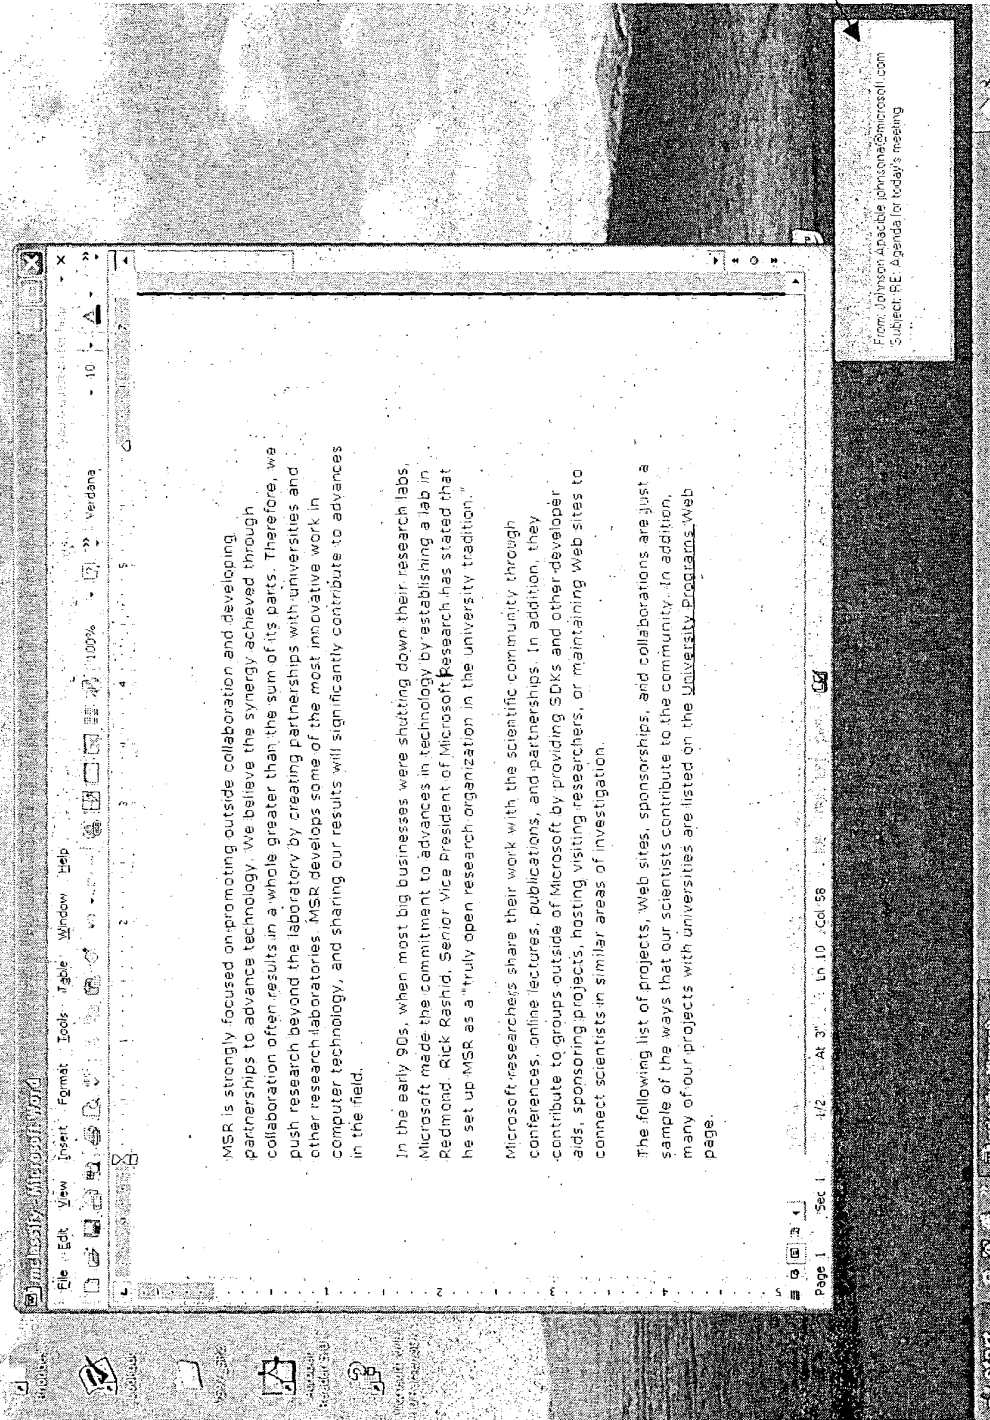 Microsoft Word
File Edit View Insert Format Tools Table Window Help
100% Verdana 10
MSR is strongly focused on promoting outside collaboration and developing
partnerships to advance technology. We believe the synergy achieved through
collaboration often results in a whole greater than the sum of its parts. Therefore, we
push research beyond the laboratory by creating partnerships with universities and
other research laboratories. MSR develops some of the most innovative work in
computer technology, and sharing our results will significantly contribute to advances
in the field.
In the early 90s, when most big businesses were shutting down their research labs,
Microsoft made the commitment to advances in technology by establishing a lab in
Redmond. Rick Rashid, Senior Vice President of Microsoft Research has stated that
he set up MSR as a "truly open research organization in the university tradition."
Microsoft researchers share their work with the scientific community through
conferences, online lectures, publications, and partnerships. In addition, they
contribute to groups outside of Microsoft by providing SDKs and other developer
aids, sponsoring projects, hosting visiting researchers, or maintaining Web sites to
connect scientists in similar areas of investigation.
The following list of projects, Web sites, sponsorships, and collaborations are just a
sample of the ways that our scientists contribute to the community. In addition,
many of our projects with universities are listed on the University Programs Web
page.
Page 1 Sec 1 1/2 At 3" Ln 10 Col 58
From: Johnson Apacible johnsona@microsoft.com
Subject: RE: Agenda for today's meeting